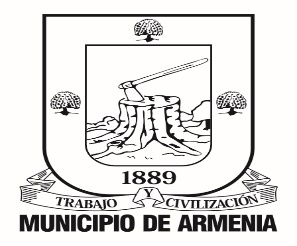 1889
TRABAJO Y CIVILIZACIÓN
MUNICIPIO DE ARMENIA